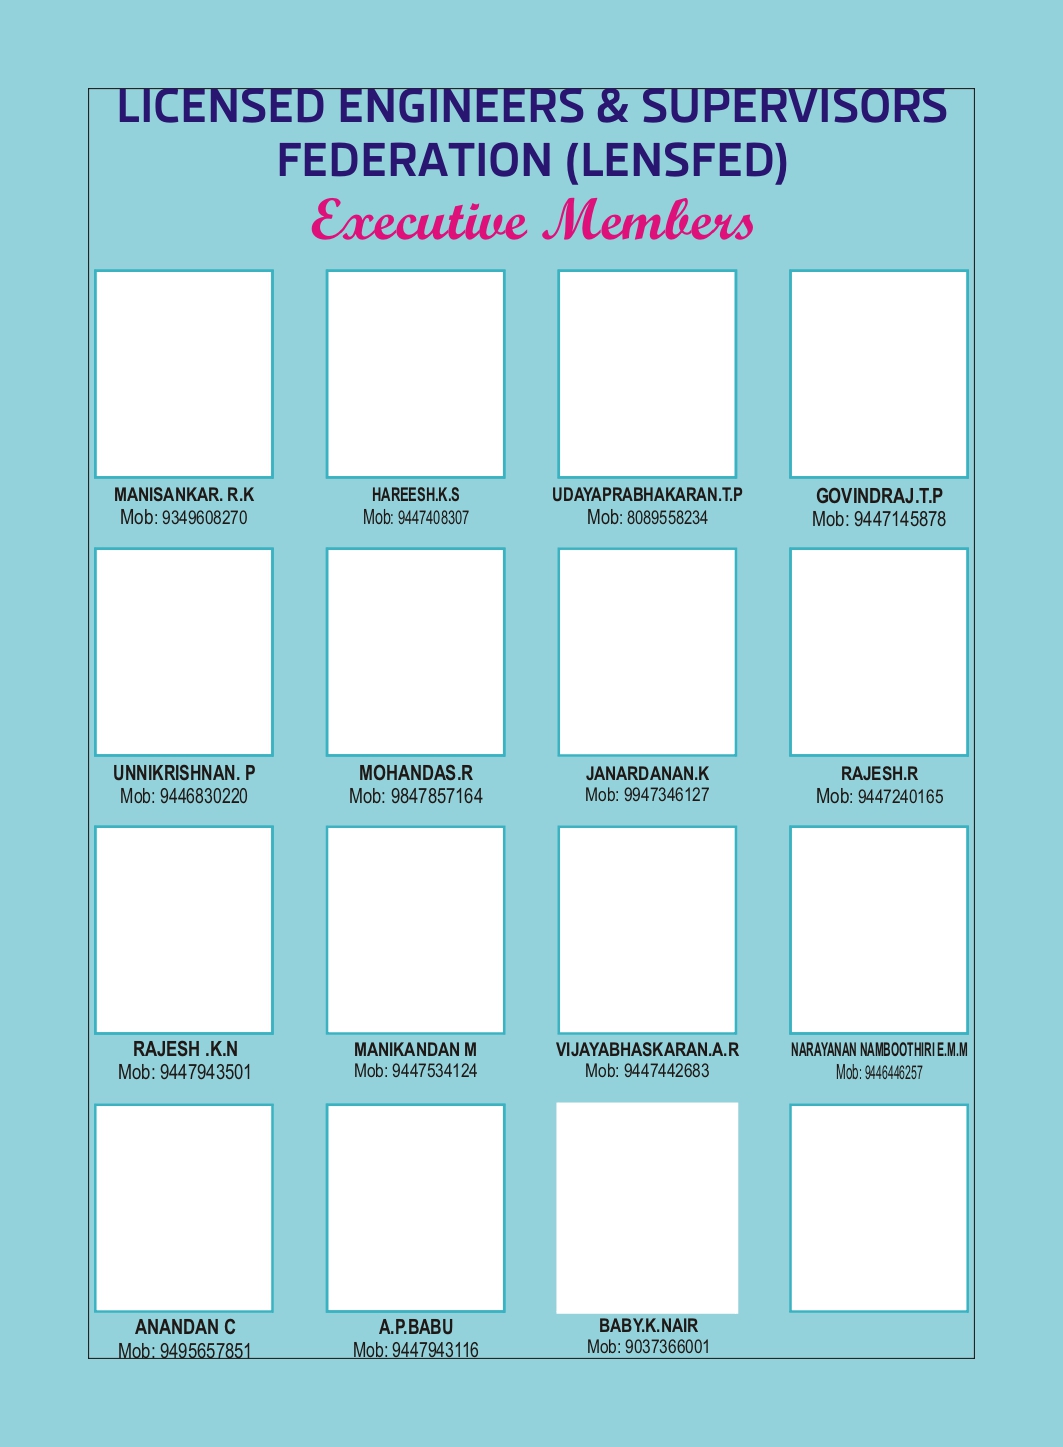 LICENSED ENGINEERS & SUPERVISORS
FEDERATION (LENSFED)
Executive Members
MANISANKAR. R.K
Mob: 9349608270
HAREESH.K.S
Mob: 9447408307
UDAYAPRABHAKARAN.T.P
Mob: 8089558234
GOVINDRAJ.T.P
Mob: 9447145878
UNNIKRISHNAN. P
Mob: 9446830220
MOHANDAS.R
Mob: 9847857164
JANARDANAN.K
Mob: 9947346127
RAJESH.R
Mob: 9447240165
RAJESH .K.N
Mob: 9447943501
MANIKANDAN M
Mob: 9447534124
VIJAYABHASKARAN.A.R
Mob: 9447442683
NARAYANAN NAMBOOTHIRI E.M.M
Mob: 9446446257
ANANDAN C
Mob: 9495657851
A.P.BABU
Mob: 9447943116
BABY.K.NAIR
Mob: 9037366001